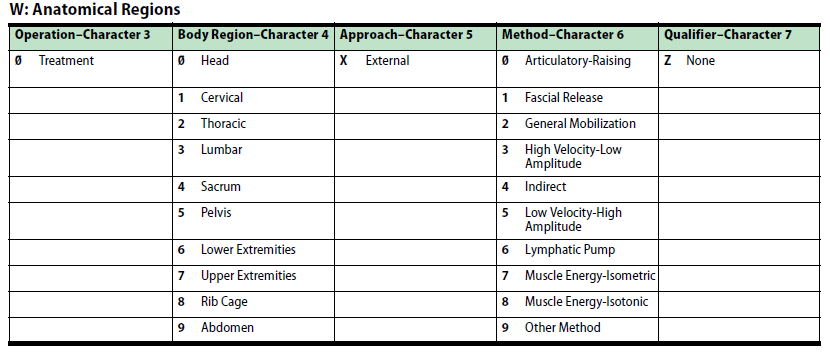 W: Anatomical Regions
Operation–Character 3 Body Region–Character 4 Approach–Character 5 Method–Character 6 Qualifier–Character 7
Ø Treatment Ø Head X External Ø Articulatory-Raising Z None
1 Cervical 1 Fascial Release
2 Thoracic 2 General Mobilization
3 Lumbar 3 High Velocity-Low
Amplitude
4 Sacrum 4 Indirect
5 Pelvis 5 Low Velocity-High
Amplitude
6 Lower Extremities 6 Lymphatic Pump
7 Upper Extremities 7 Muscle Energy-Isometric
8 Rib Cage 8 Muscle Energy-Isotonic
9 Abdomen 9 Other Method